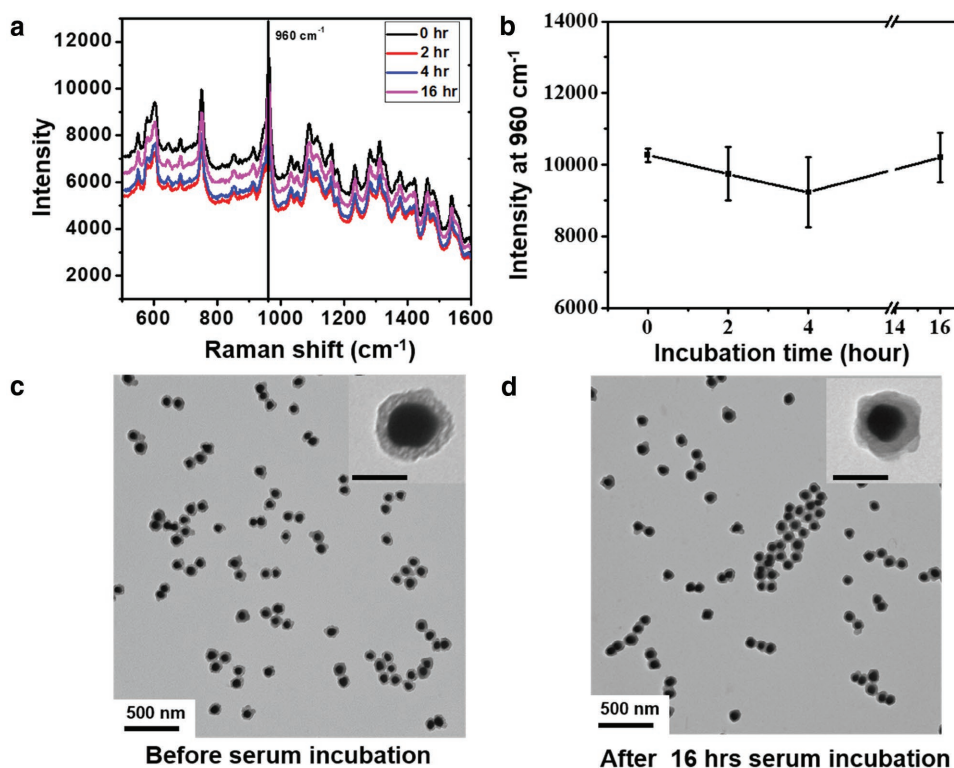 a
960 cm⁻¹
0 hr
2 hr
4 hr
16 hr
12000
10000
8000
6000
4000
2000
Intensity
600 800 1000 1200 1400 1600
Raman shift (cm⁻¹)
b
14000
12000
10000
8000
6000
Intensity at 960 cm⁻¹
0 2 4 14 16
Incubation time (hour)
c
500 nm
Before serum incubation
d
500 nm
After 16 hrs serum incubation